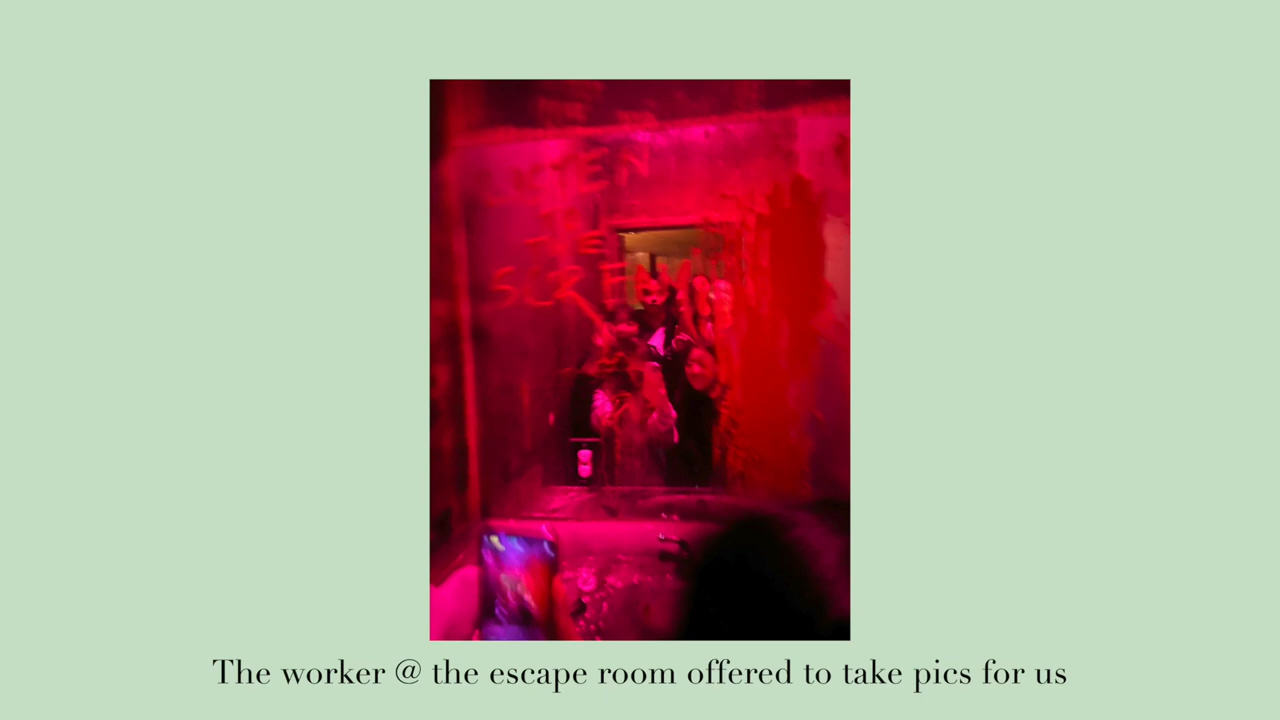 The worker @ the escape room offered to take pics for us